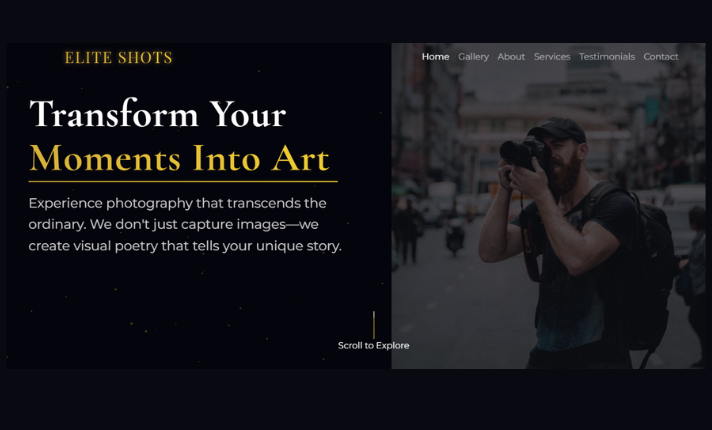 ELITE SHOTS
Home Gallery About Services Testimonials Contact
Transform Your
Moments Into Art
Experience photography that transcends the
ordinary. We don't just capture images—we
create visual poetry that tells your unique story.
Scroll to Explore